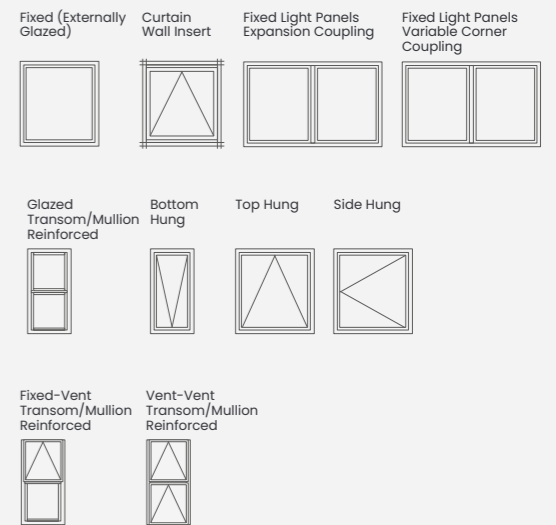 Fixed (Externally
Glazed)
Curtain
Wall Insert
Fixed Light Panels
Expansion Coupling
Fixed Light Panels
Variable Corner
Coupling
Glazed
Transom/Mullion
Reinforced
Bottom
Hung
Top Hung
Side Hung
Fixed-Vent
Transom/Mullion
Reinforced
Vent-Vent
Transom/Mullion
Reinforced